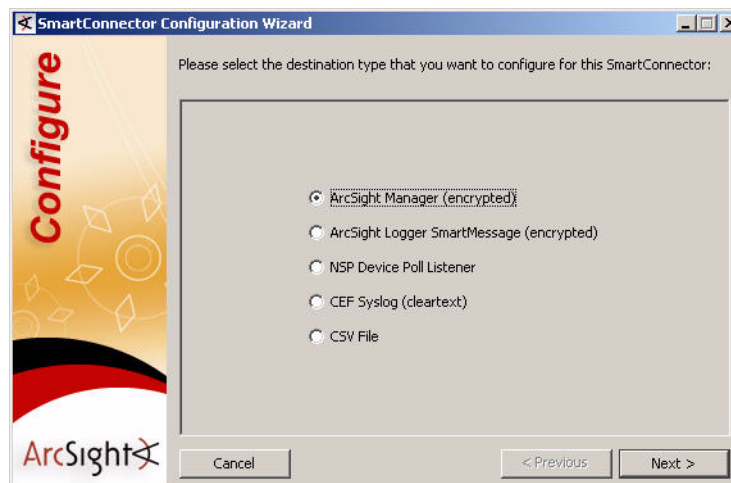 SmartConnector Configuration Wizard
Configure
Please select the destination type that you want to configure for this SmartConnector:
ArcSight Manager (encrypted)
ArcSight Logger SmartMessage (encrypted)
NSP Device Poll Listener
CEF Syslog (cleartext)
CSV File
ArcSight
Cancel
< Previous
Next >